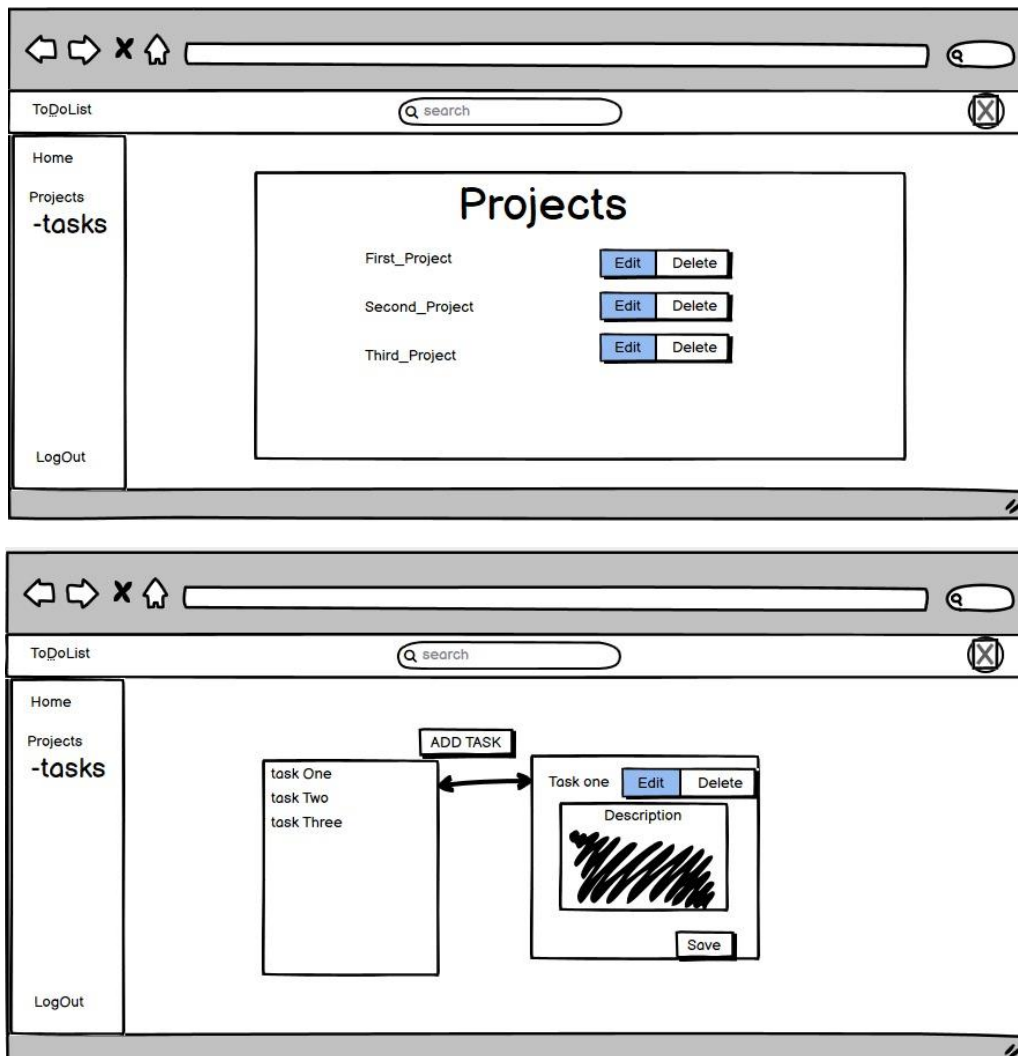 ToDoList
search
Home
Projects
-tasks
LogOut
Projects
First_Project Edit Delete
Second_Project Edit Delete
Third_Project Edit Delete
ToDoList
search
Home
Projects
-tasks
LogOut
ADD TASK
task One
task Two
task Three
Task one Edit Delete
Description
Save